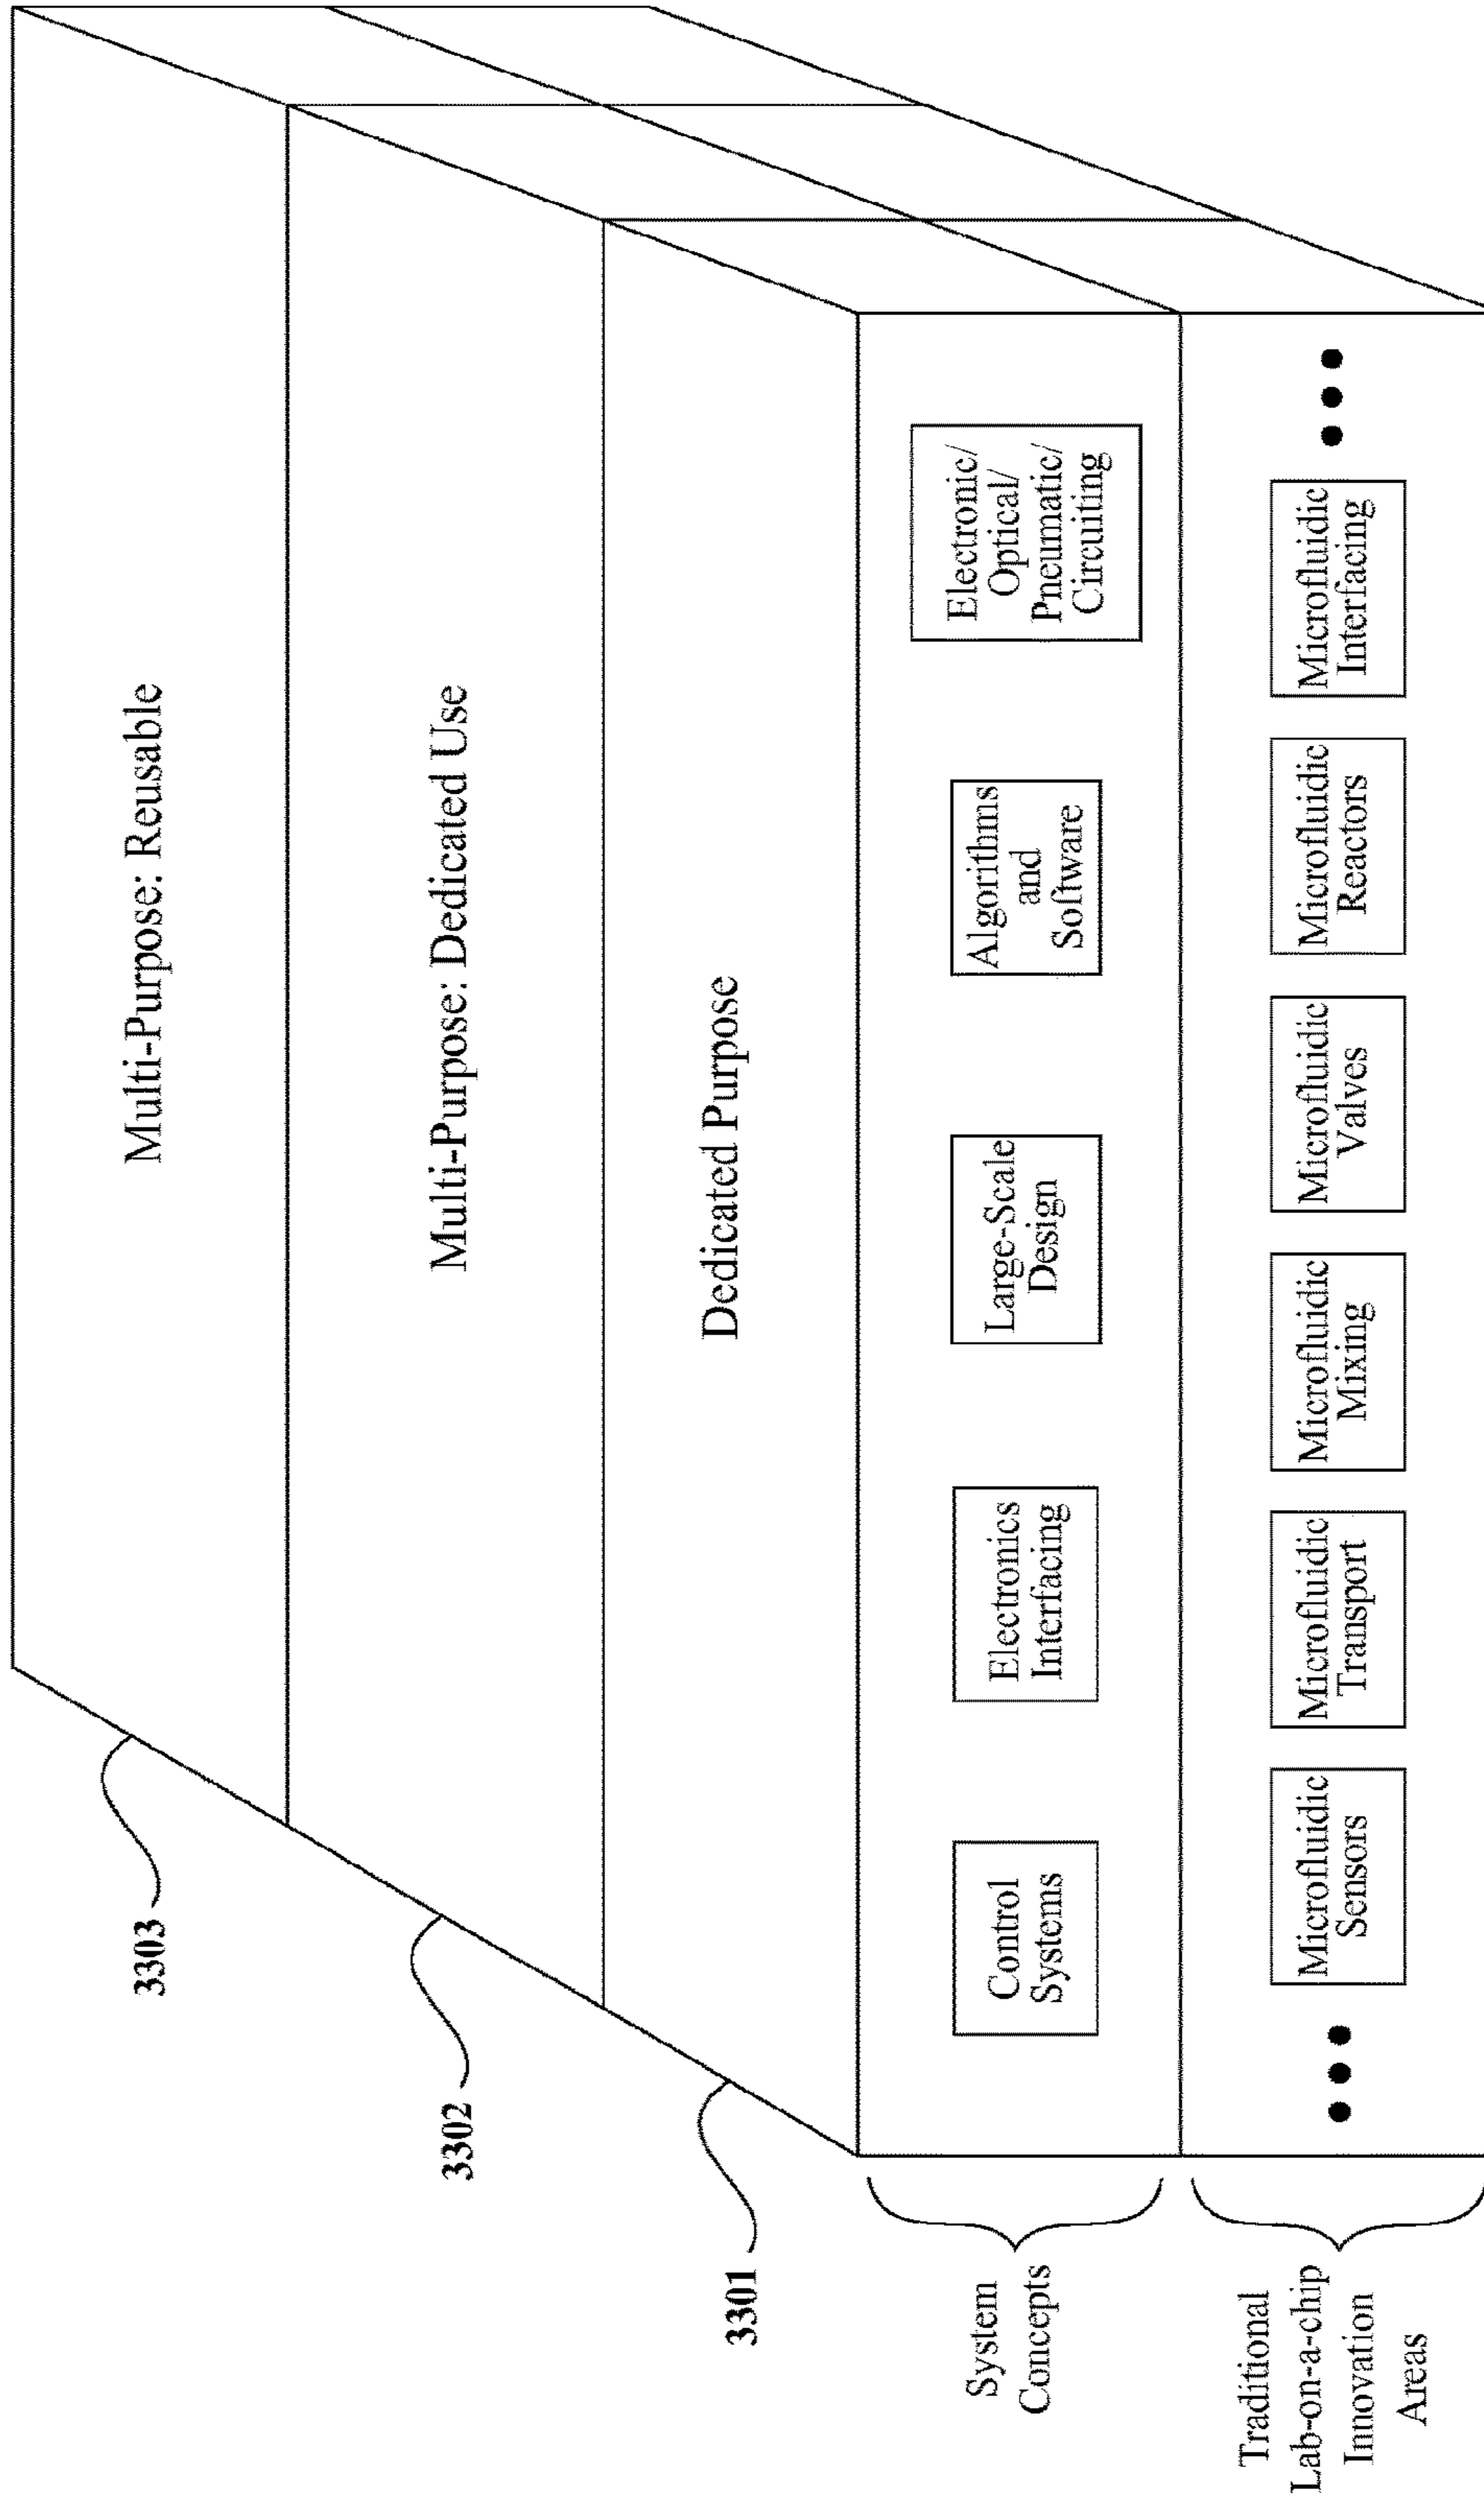 Multi-Purpose: Reusable
3303
Multi-Purpose: Dedicated Use
3302
Dedicated Purpose
3301
System
Concepts
Control
Systems
Electronics
Interfacing
Large-Scale
Design
Algorithms
and
Software
Electronic/
Optical/
Pneumatic/
Circuiting
Traditional
Lab-on-a-chip
Innovation
Areas
Microfluidic
Sensors
Microfluidic
Transport
Microfluidic
Mixing
Microfluidic
Valves
Microfluidic
Reactors
Microfluidic
Interfacing